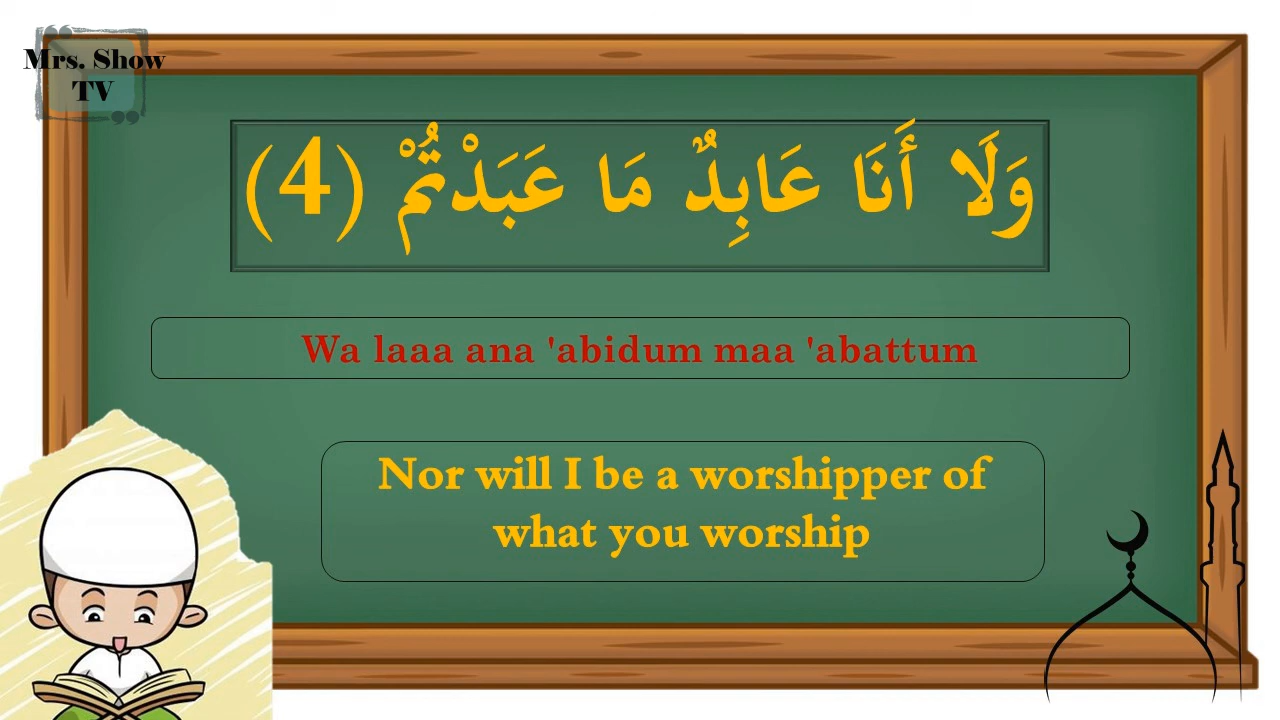 Mrs. Show
TV
وَلَا أَنَا عَابِدٌ مَا عَبَدْتُمْ (4)
Wa laaa ana 'abidum maa 'abattum
Nor will I be a worshipper of
what you worship